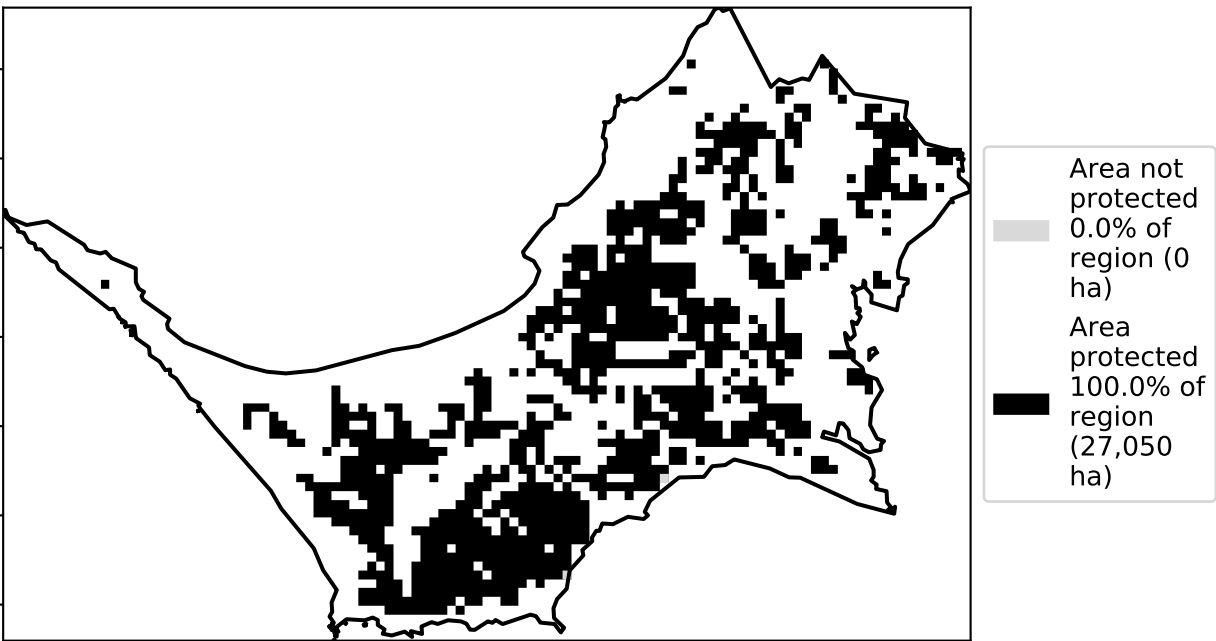 Area not
protected
0.0% of
region (0
ha)
Area
protected
100.0% of
region
(27,050
ha)